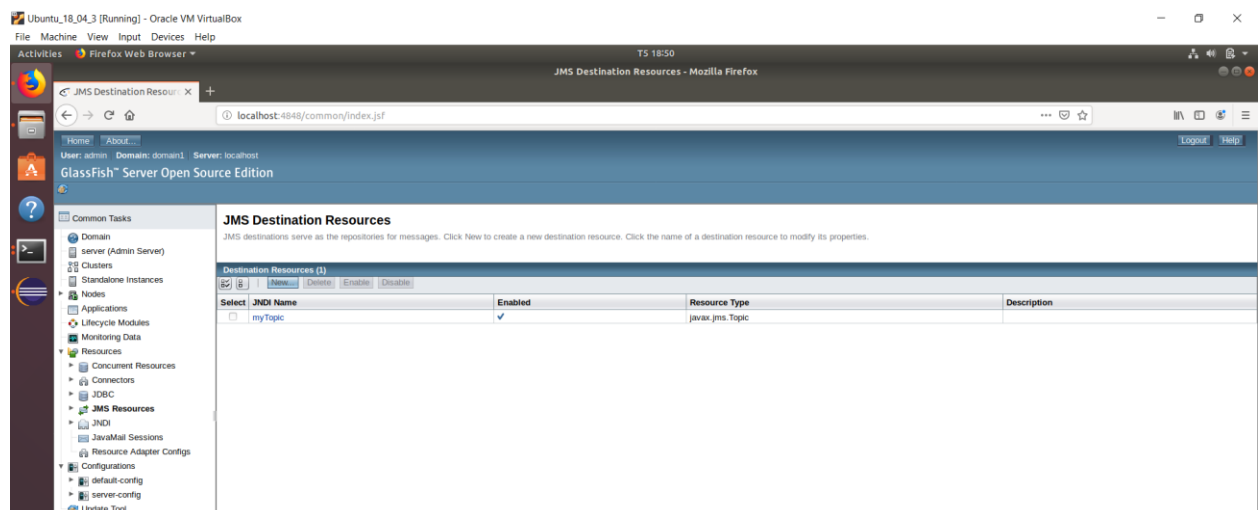 Ubuntu_18_04_3 [Running] - Oracle VM VirtualBox
File Machine View Input Devices Help
Activities Firefox Web Browser T5 18:50
JMS Destination Resources - Mozilla Firefox
JMS Destination Resourc
localhost:4848/common/index.jsf
Home About... Logout Help
User: admin Domain: domain1 Server: localhost
GlassFish™ Server Open Source Edition
Common Tasks
Domain
server (Admin Server)
Clusters
Standalone Instances
Nodes
Applications
Lifecycle Modules
Monitoring Data
Resources
Concurrent Resources
Connectors
JDBC
JMS Resources
JNDI
JavaMail Sessions
Resource Adapter Configs
Configurations
default-config
server-config
Update Tool
JMS Destination Resources
JMS destinations serve as the repositories for messages. Click New to create a new destination resource. Click the name of a destination resource to modify its properties.
Destination Resources (1)
New... Delete Enable Disable
Select JNDI Name Enabled Resource Type Description
myTopic javax.jms.Topic